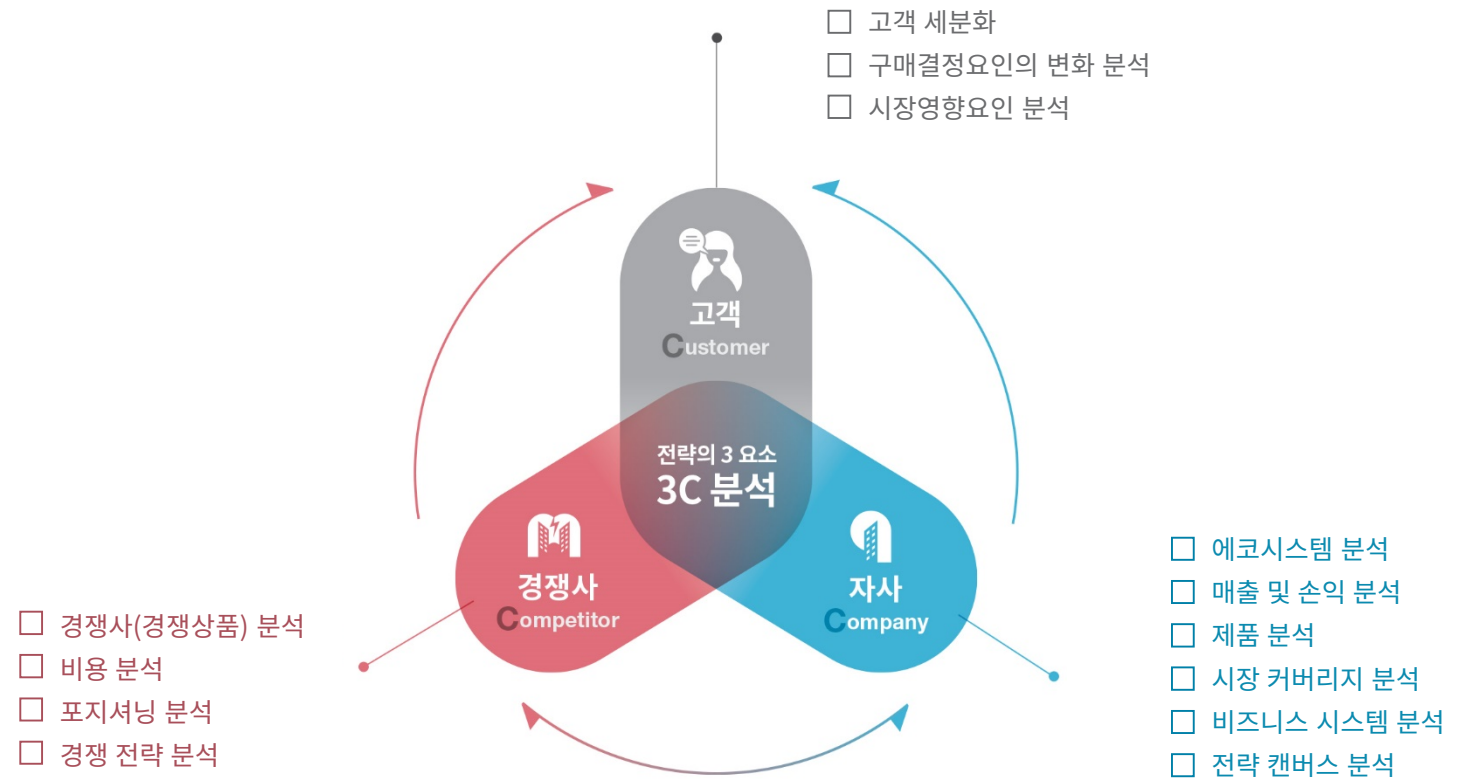 고객 세분화
구매결정요인의 변화 분석
시장영향요인 분석
고객
Customer
전략의 3 요소
3C 분석
경쟁사
Competitor
자사
Company
경쟁사(경쟁상품) 분석
비용 분석
포지셔닝 분석
경쟁 전략 분석
에코시스템 분석
매출 및 손익 분석
제품 분석
시장 커버리지 분석
비즈니스 시스템 분석
전략 캔버스 분석